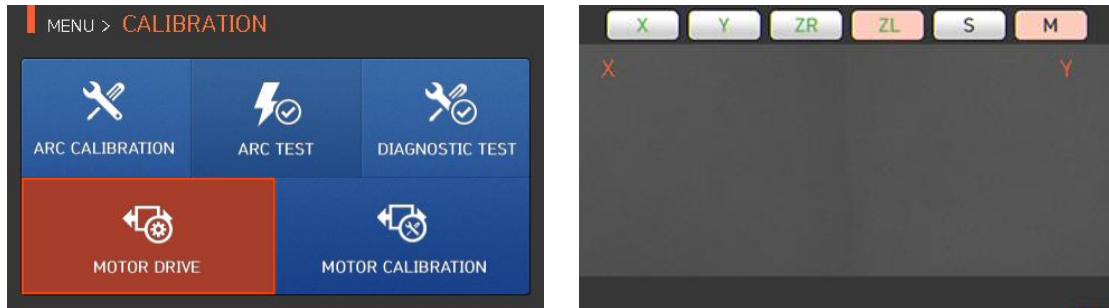 MENU > CALIBRATION
ARC CALIBRATION
ARC TEST
DIAGNOSTIC TEST
MOTOR DRIVE
MOTOR CALIBRATION
X Y ZR ZL S M
X Y